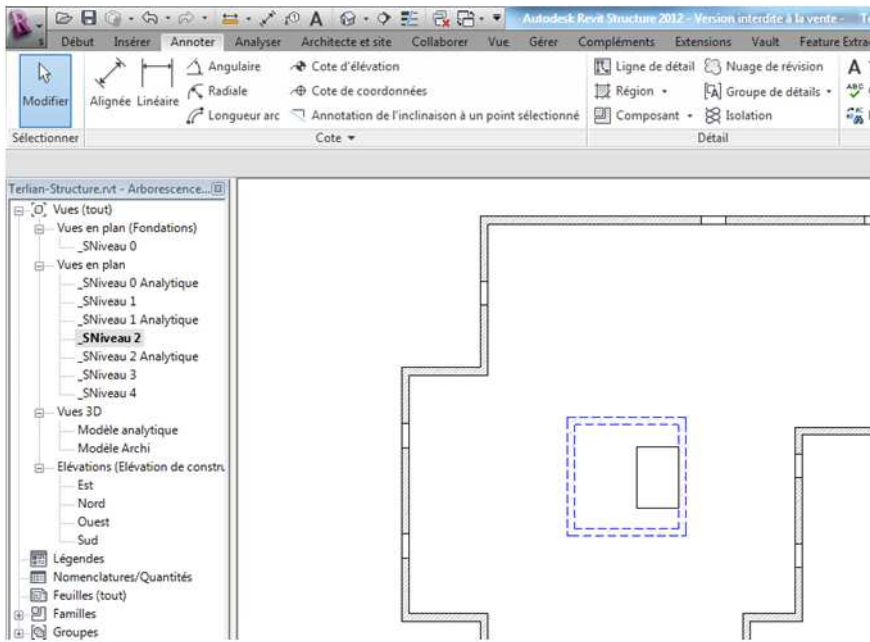 Autodesk Revit Structure 2012 - Version interdite à la vente -
Début Insérer Annoter Analyser Architecte et site Collaborer Vue Gérer Compléments Extensions Vault Feature Extra
Modifier
Alignée Linéaire
Angulaire
Radiale
Longueur arc
Cote d'élévation
Cote de coordonnées
Annotation de l'inclinaison à un point sélectionné
Ligne de détail Nuage de révision
Région Groupe de détails
Composant Isolation
Sélectionner Cote Détail
Terlian-Structure.rvt - Arborescence...
Vues (tout)
Vues en plan (Fondations)
_SNiveau 0
Vues en plan
_SNiveau 0 Analytique
_SNiveau 1
_SNiveau 1 Analytique
_SNiveau 2
_SNiveau 2 Analytique
_SNiveau 3
_SNiveau 4
Vues 3D
Modèle analytique
Modèle Archi
Elévations (Elévation de constru
Est
Nord
Ouest
Sud
Légendes
Nomenclatures/Quantités
Feuilles (tout)
Familles
Groupes